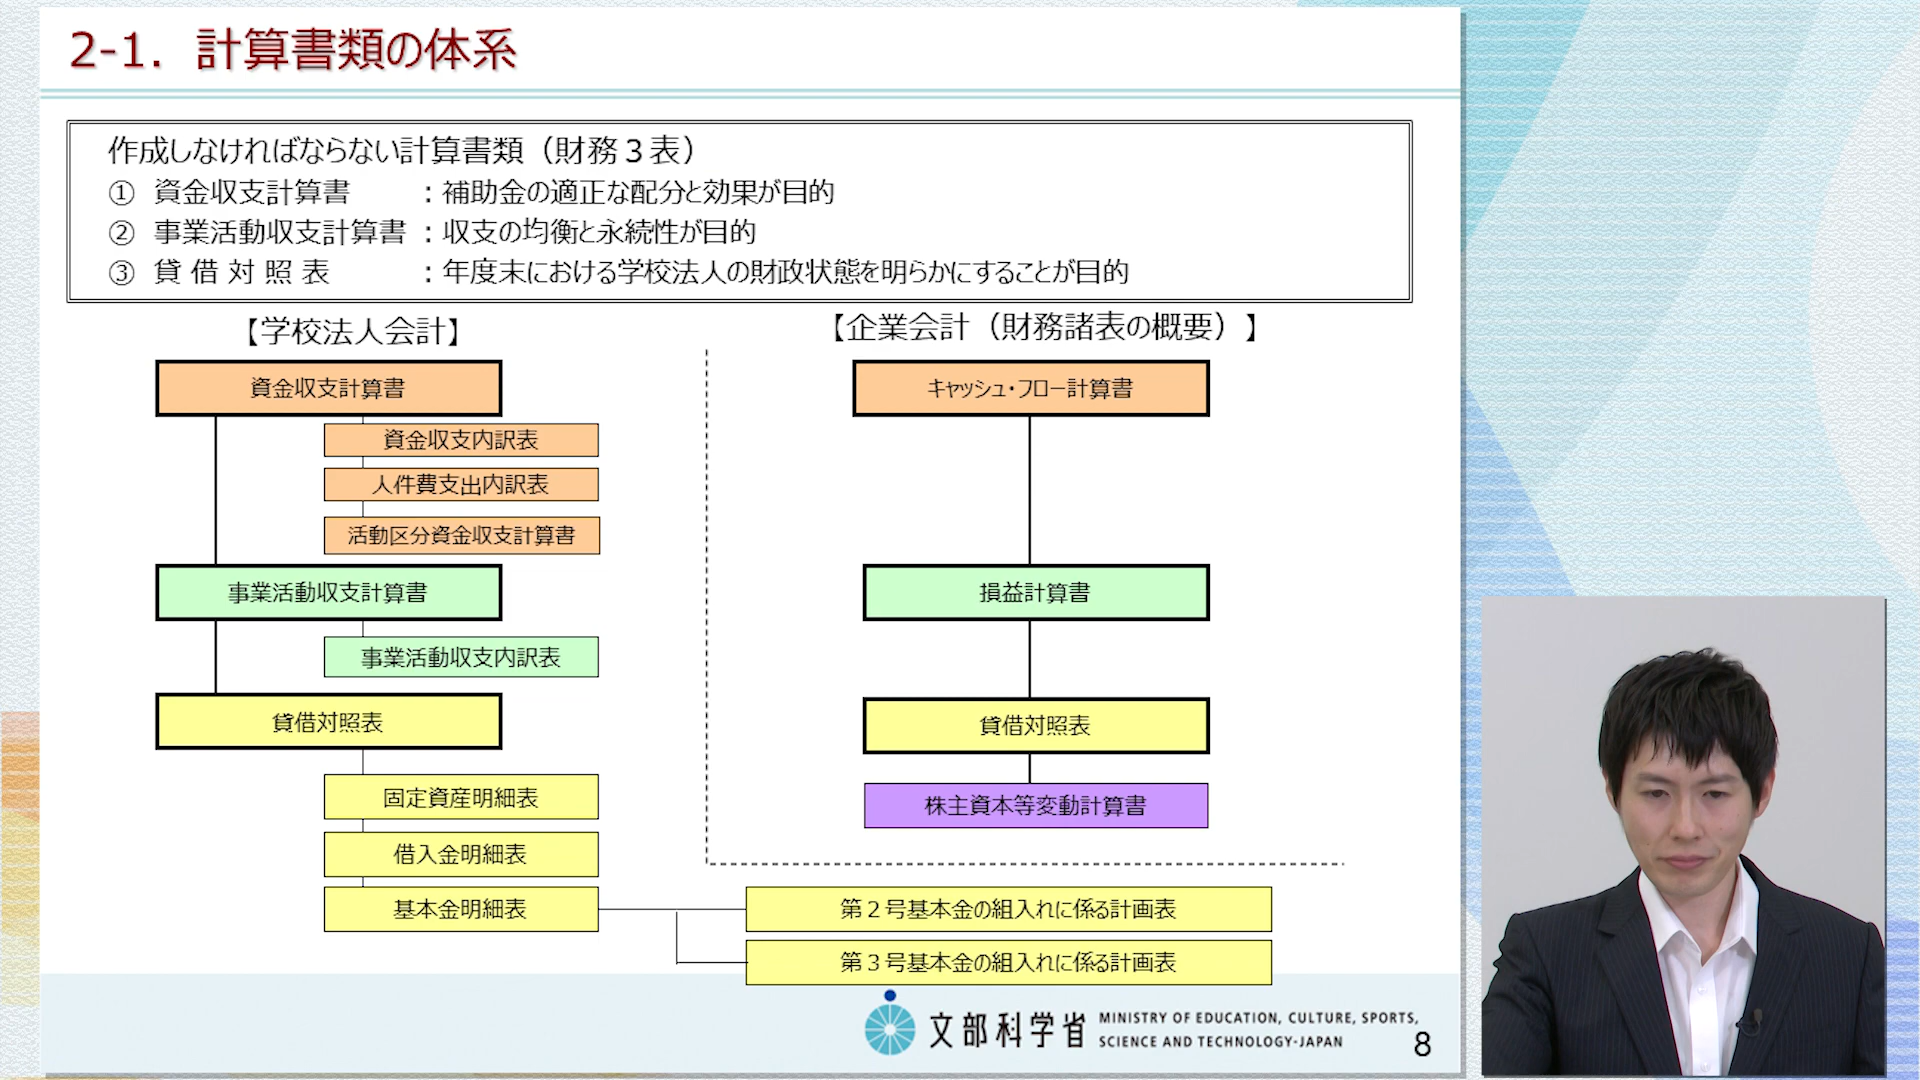 2-1．計算書類の体系
作成しなければならない計算書類（財務３表）
① 資金収支計算書 ：補助金の適正な配分と効果が目的
② 事業活動収支計算書 ：収支の均衡と永続性が目的
③ 貸 借 対 照 表 ：年度末における学校法人の財政状態を明らかにすることが目的
【学校法人会計】
資金収支計算書
資金収支内訳表
人件費支出内訳表
活動区分資金収支計算書
事業活動収支計算書
事業活動収支内訳表
貸借対照表
固定資産明細表
借入金明細表
基本金明細表
第２号基本金の組入れに係る計画表
第３号基本金の組入れに係る計画表
【企業会計（財務諸表の概要）】
キャッシュ・フロー計算書
損益計算書
貸借対照表
株主資本等変動計算書
文部科学省
MINISTRY OF EDUCATION, CULTURE, SPORTS,
SCIENCE AND TECHNOLOGY-JAPAN
8